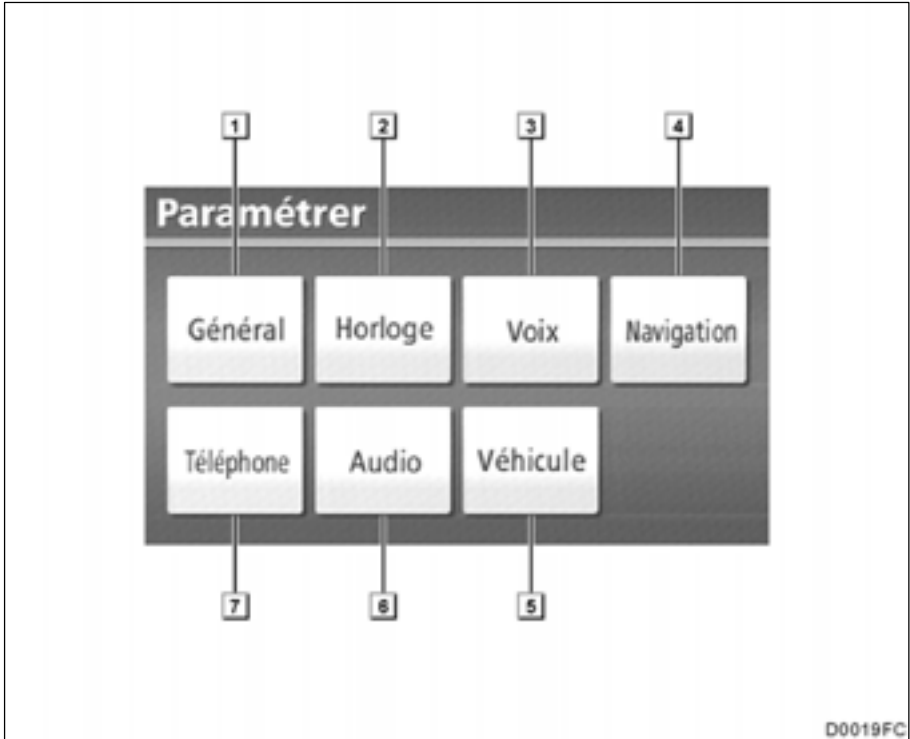 1 2 3 4
Paramétrer
Général Horloge Voix Navigation
Téléphone Audio Véhicule
7 6 5
D0019FC